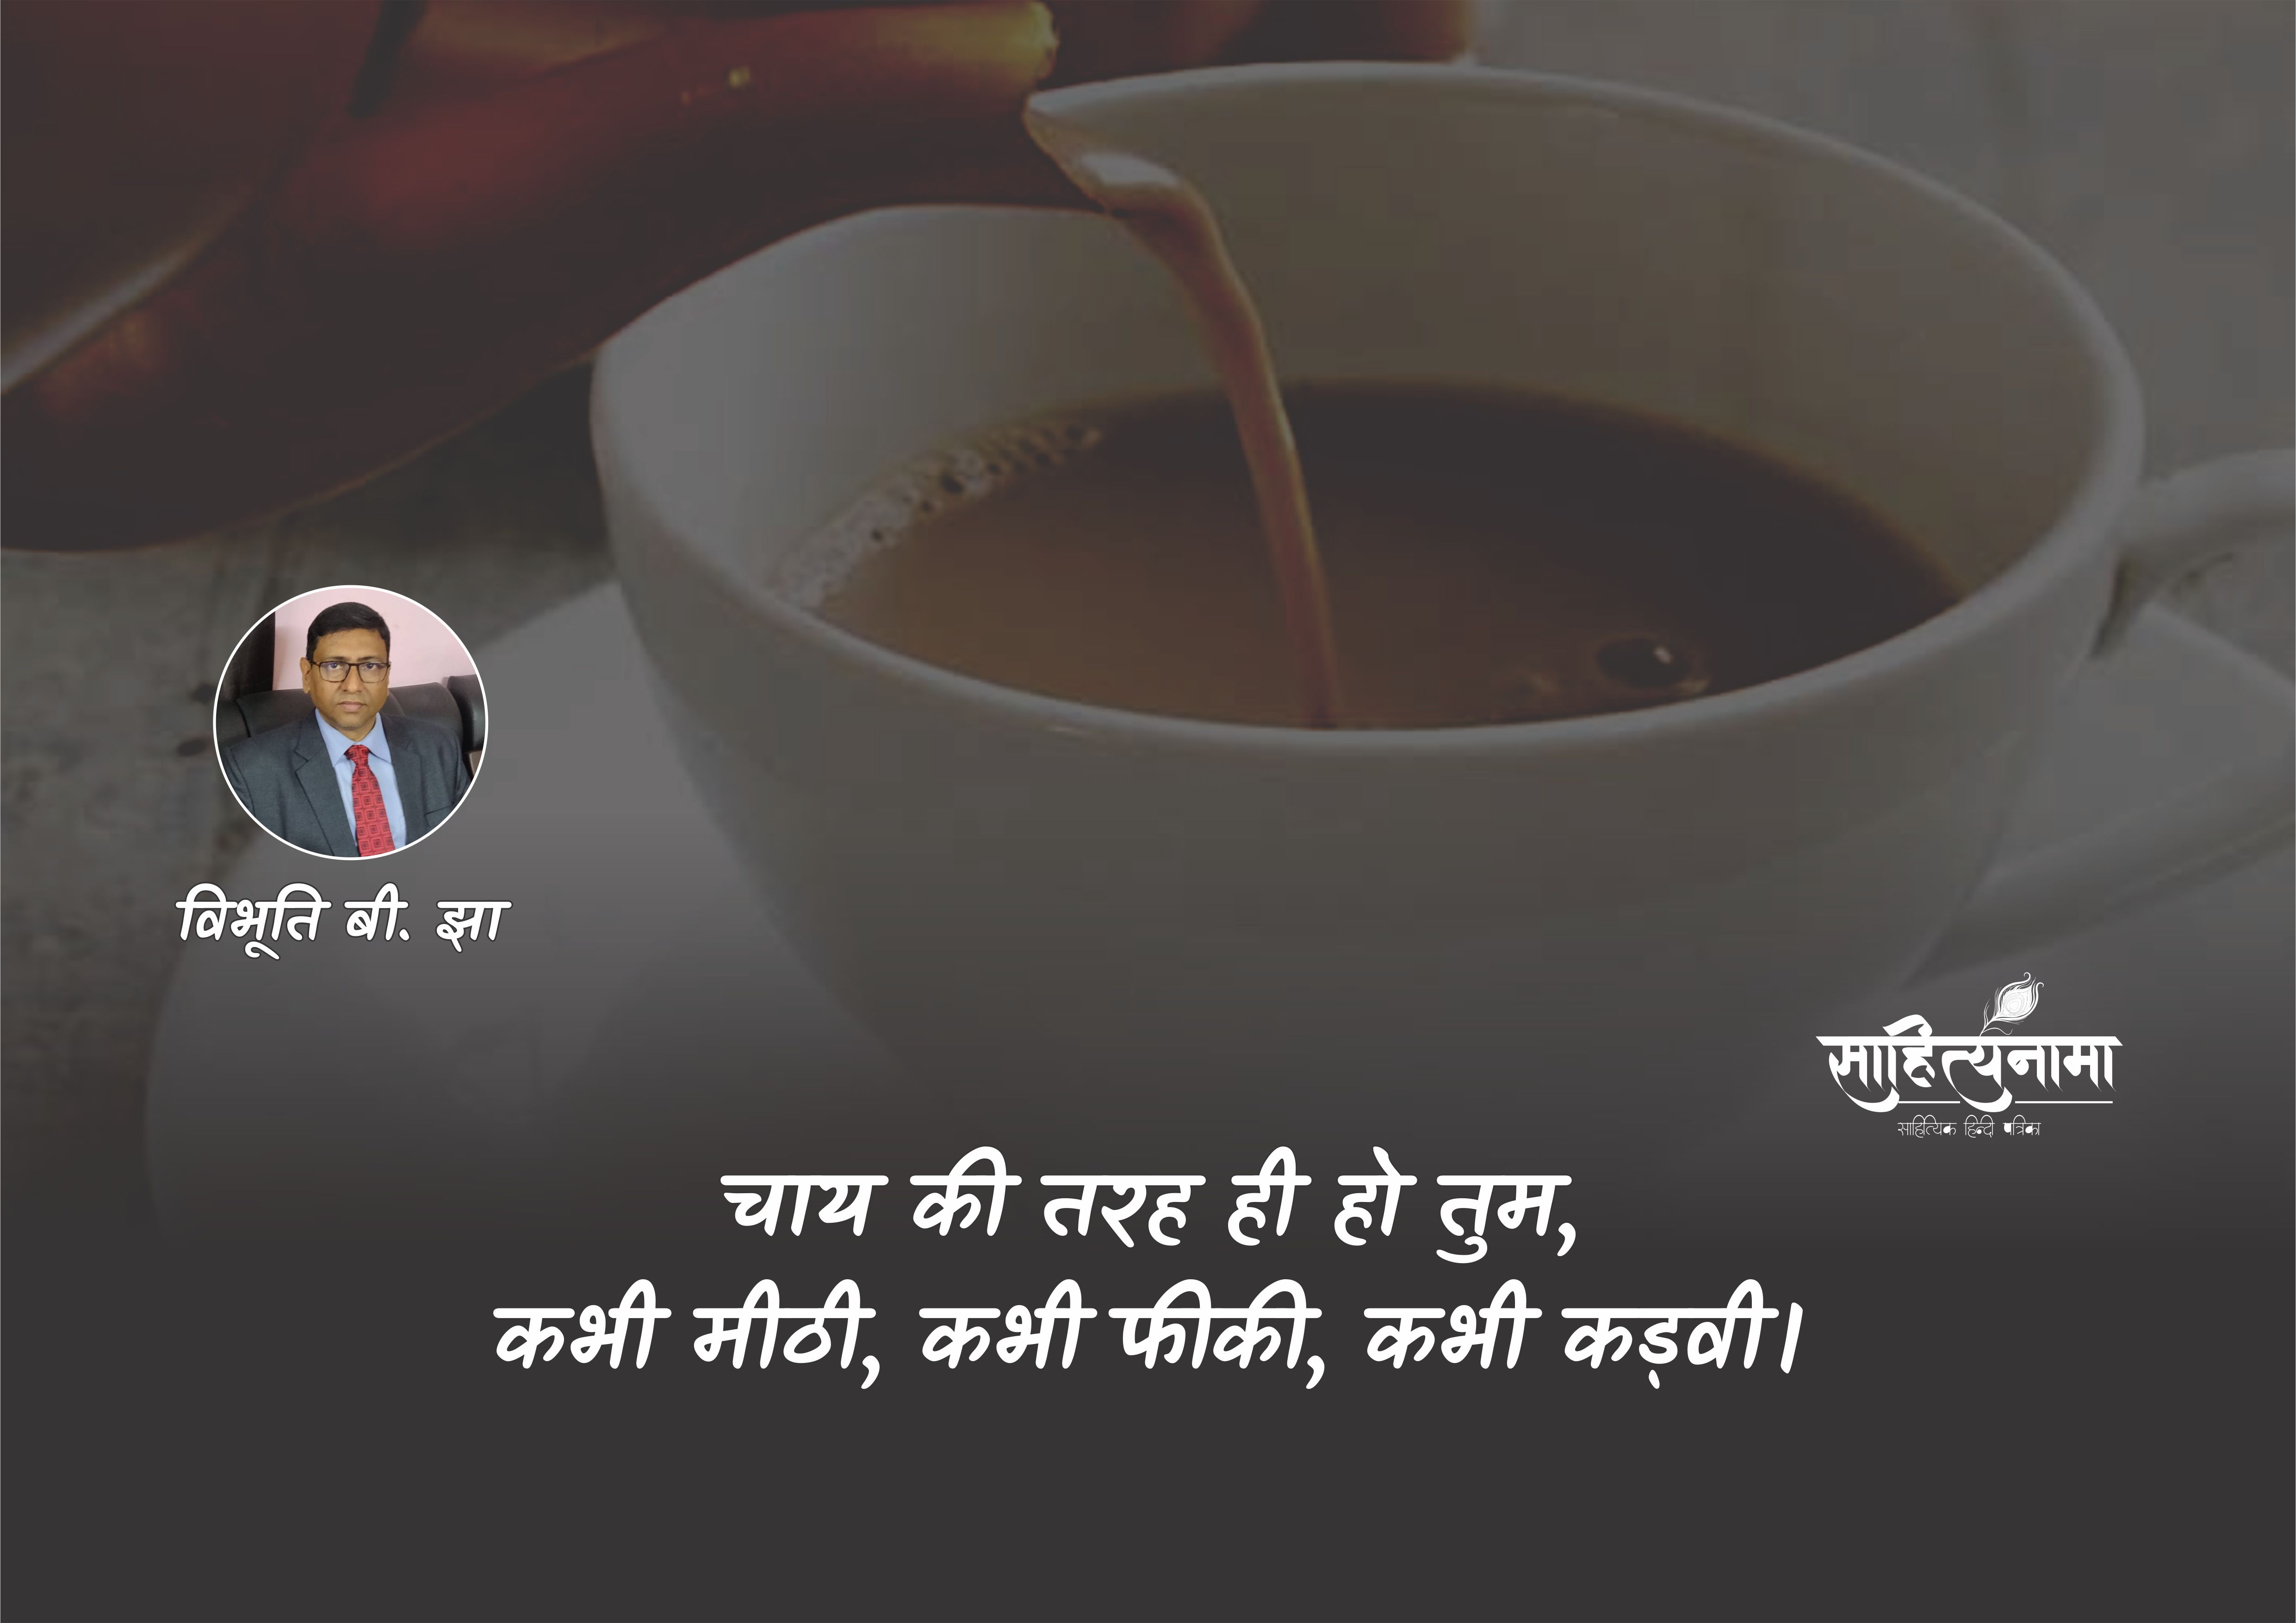 विभूति बी. झा
साहित्यनामा
साहित्यिक हिन्दी पत्रिका
चाय की तरह ही हो तुम,
कभी मीठी, कभी फीकी, कभी कड़वी।